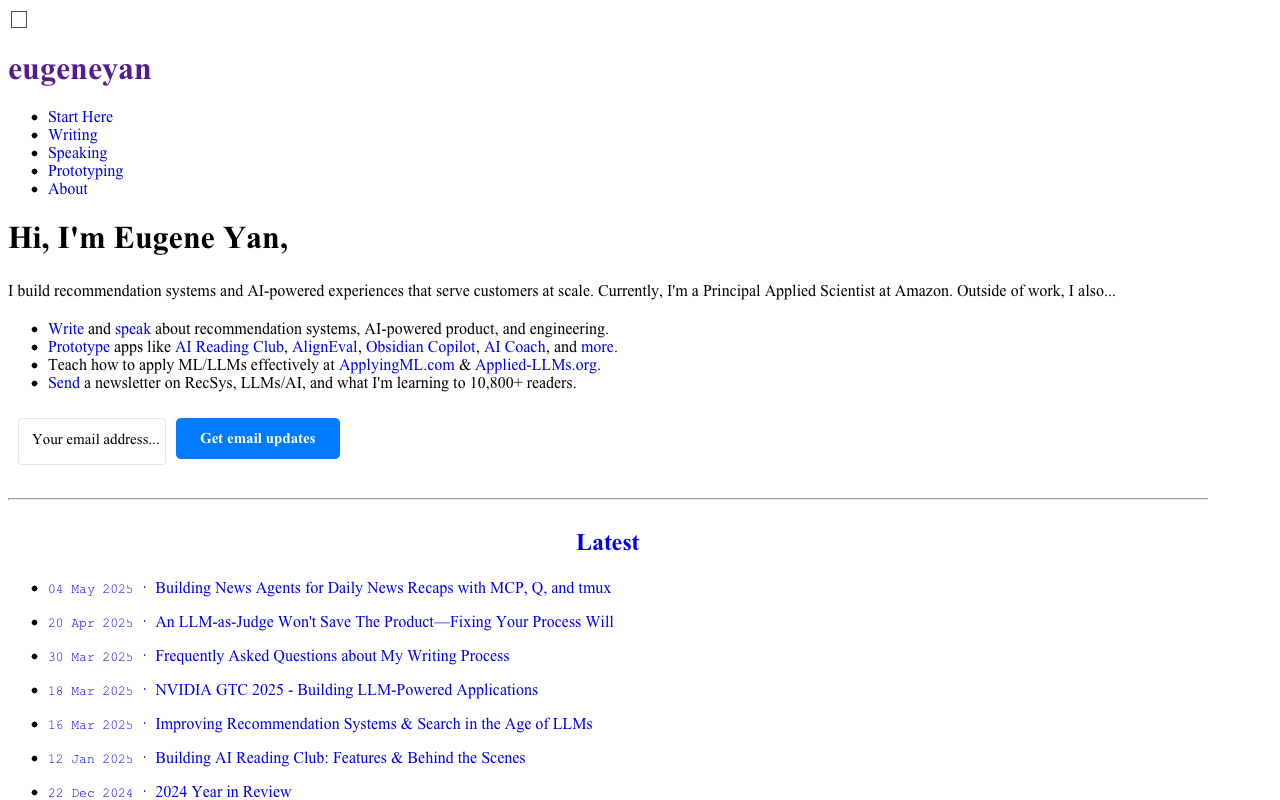 eugeneyan
Start Here
Writing
Speaking
Prototyping
About
Hi, I'm Eugene Yan,
I build recommendation systems and AI-powered experiences that serve customers at scale. Currently, I'm a Principal Applied Scientist at Amazon. Outside of work, I also...
Write and speak about recommendation systems, AI-powered product, and engineering.
Prototype apps like AI Reading Club, AlignEval, Obsidian Copilot, AI Coach, and more.
Teach how to apply ML/LLMs effectively at ApplyingML.com & Applied-LLMs.org.
Send a newsletter on RecSys, LLMs/AI, and what I'm learning to 10,800+ readers.
Your email address... Get email updates
Latest
04 May 2025 · Building News Agents for Daily News Recaps with MCP, Q, and tmux
20 Apr 2025 · An LLM-as-Judge Won't Save The Product—Fixing Your Process Will
30 Mar 2025 · Frequently Asked Questions about My Writing Process
18 Mar 2025 · NVIDIA GTC 2025 - Building LLM-Powered Applications
16 Mar 2025 · Improving Recommendation Systems & Search in the Age of LLMs
12 Jan 2025 · Building AI Reading Club: Features & Behind the Scenes
22 Dec 2024 · 2024 Year in Review